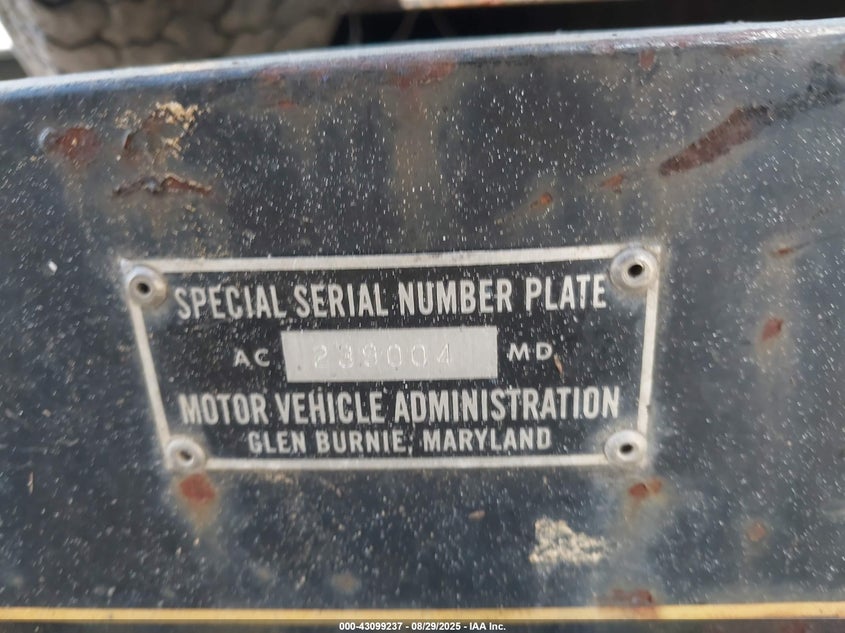 SPECIAL SERIAL NUMBER PLATE
AC 239004 MD
MOTOR VEHICLE ADMINISTRATION
GLEN BURNIE, MARYLAND
000-43099237 - 08/29/2025 - IAA Inc.